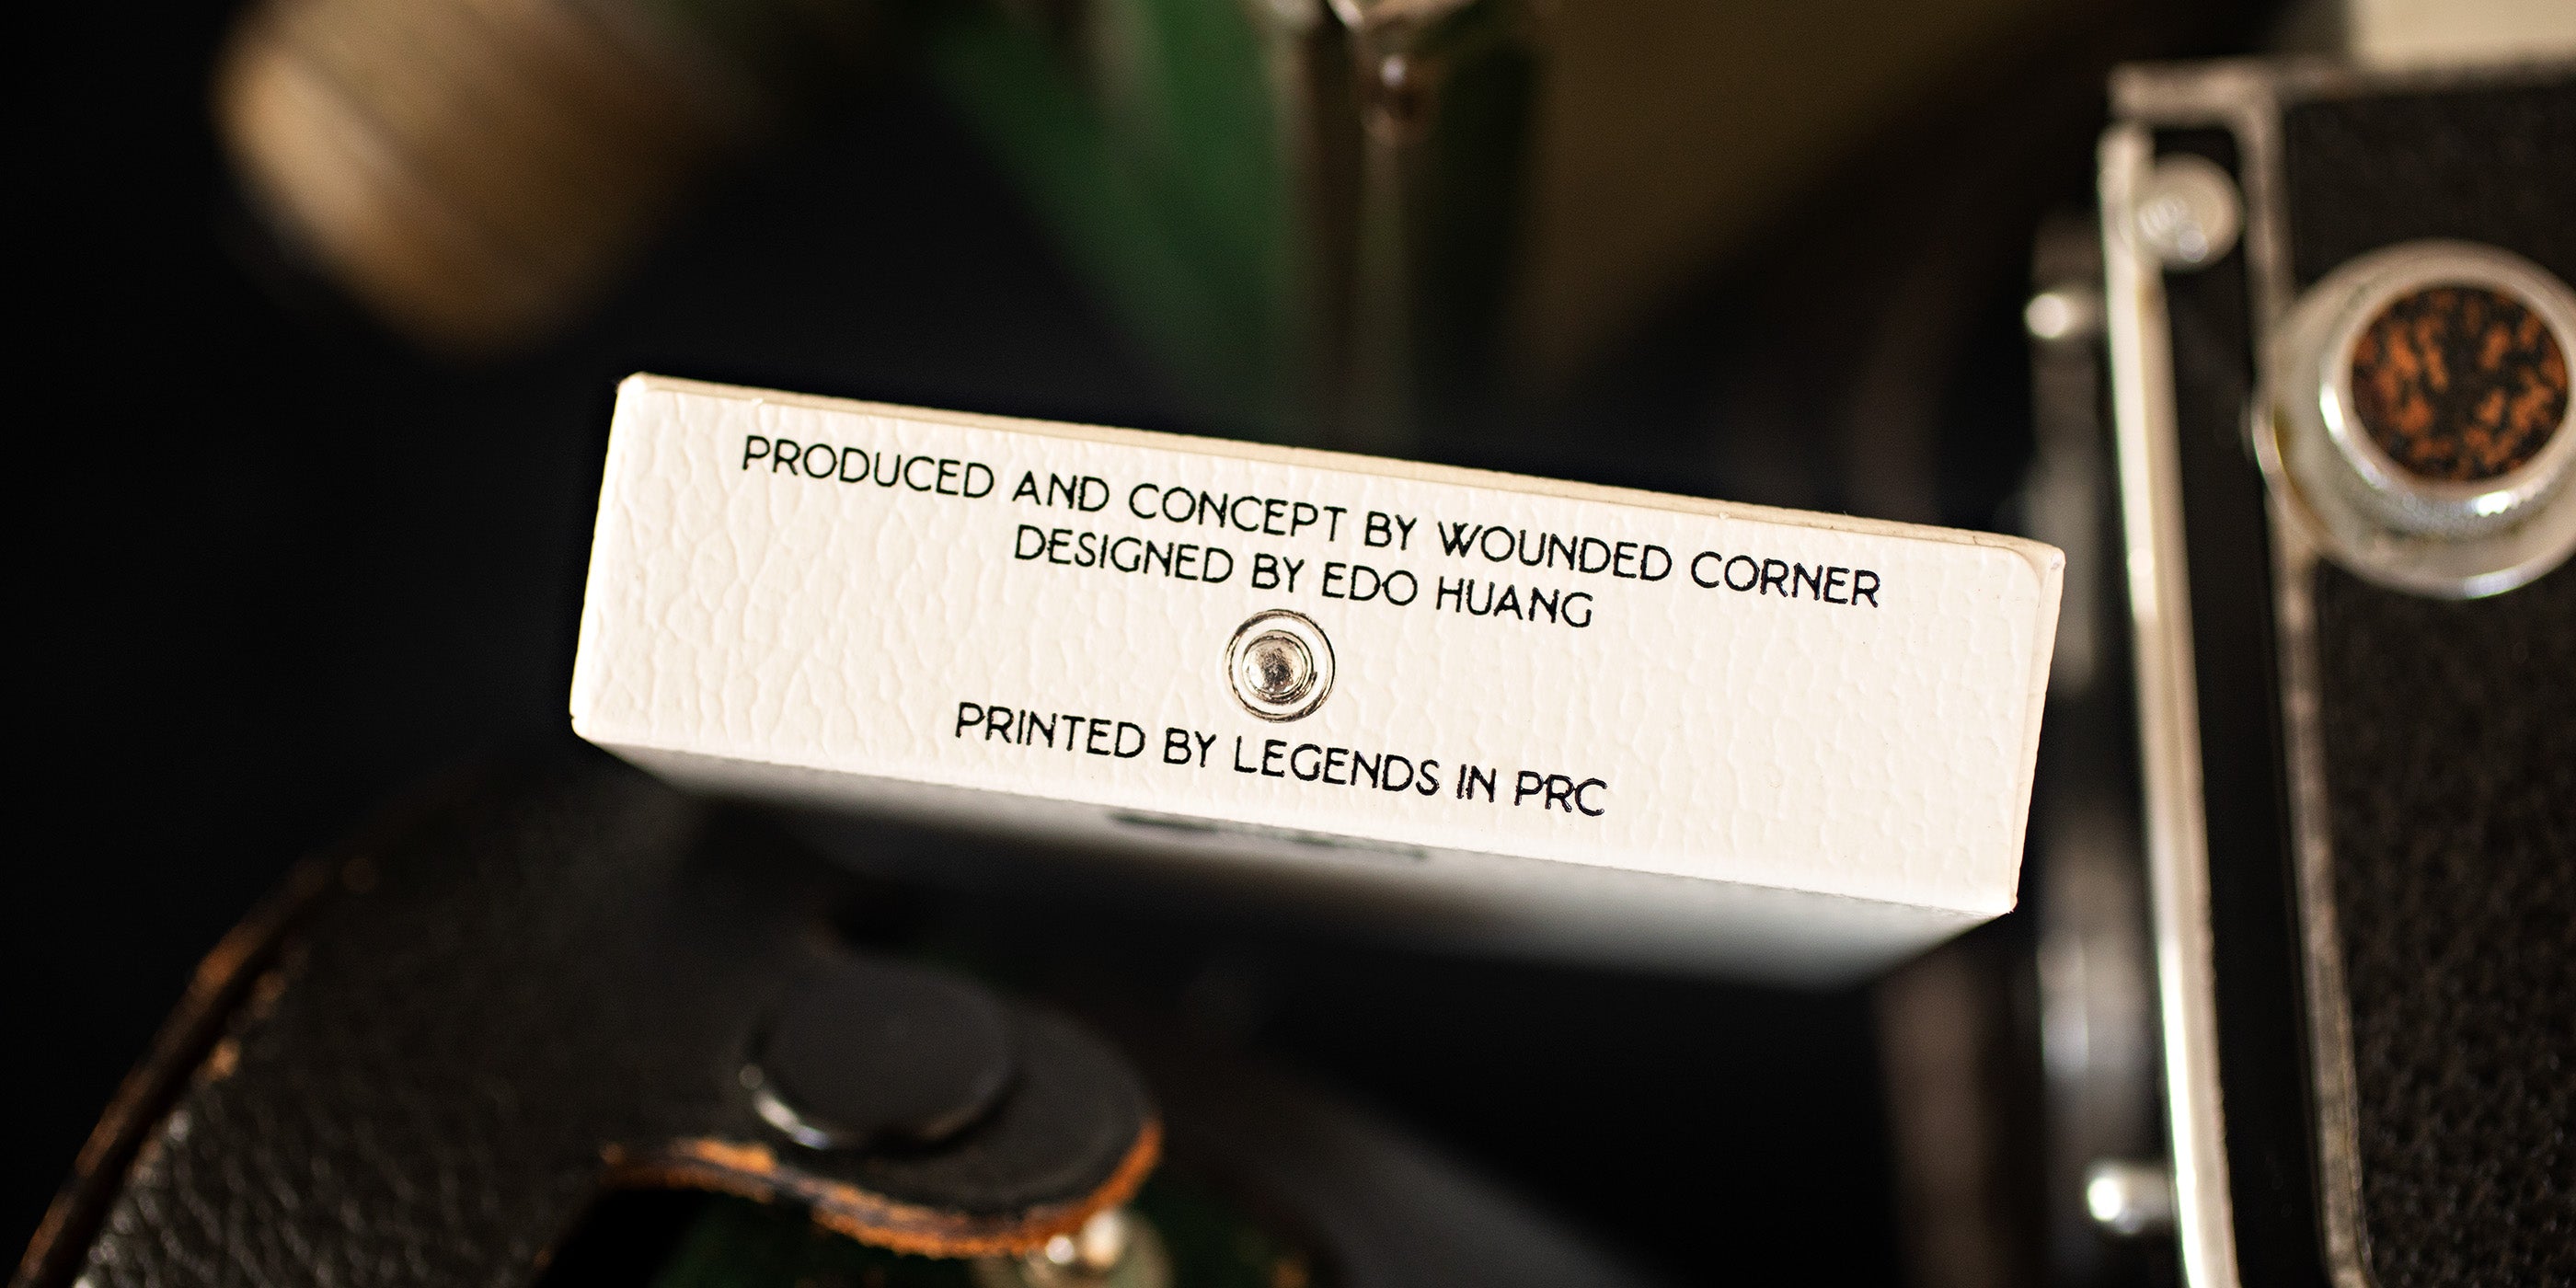 PRODUCED AND CONCEPT BY WOUNDED CORNER
DESIGNED BY EDO HUANG
PRINTED BY LEGENDS IN PRC